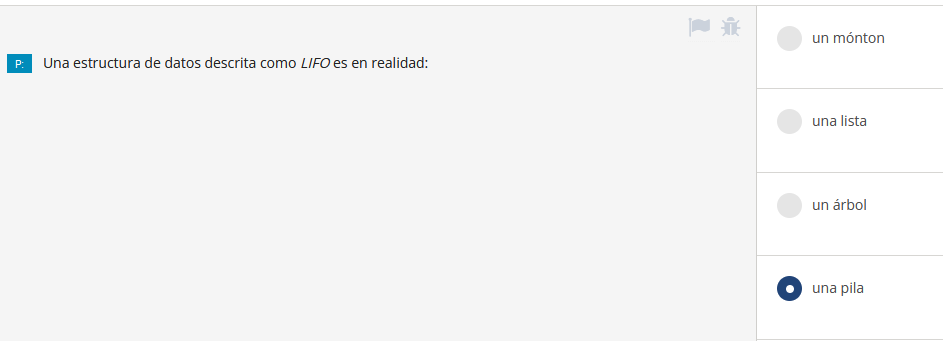 P: Una estructura de datos descrita como LIFO es en realidad:
un mónton
una lista
un árbol
una pila